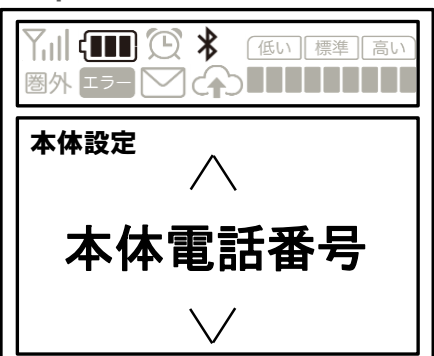 低い 標準 高い
圏外 エラー
本体設定
本体電話番号